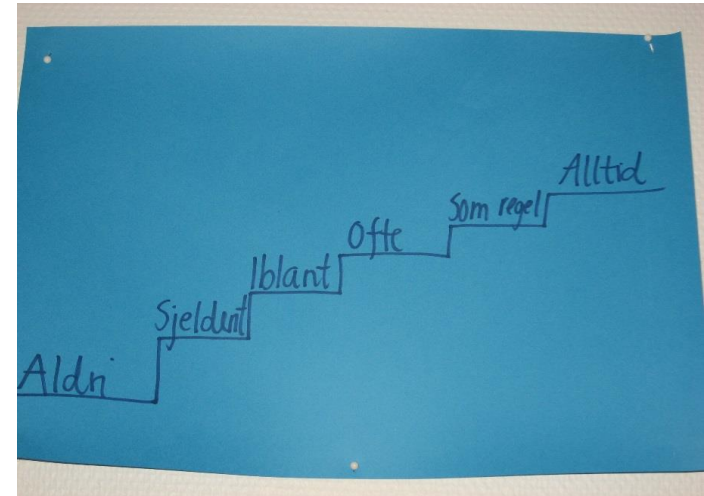 Aldri
Sjeldent
Iblant
Ofte
Som regel
Alltid